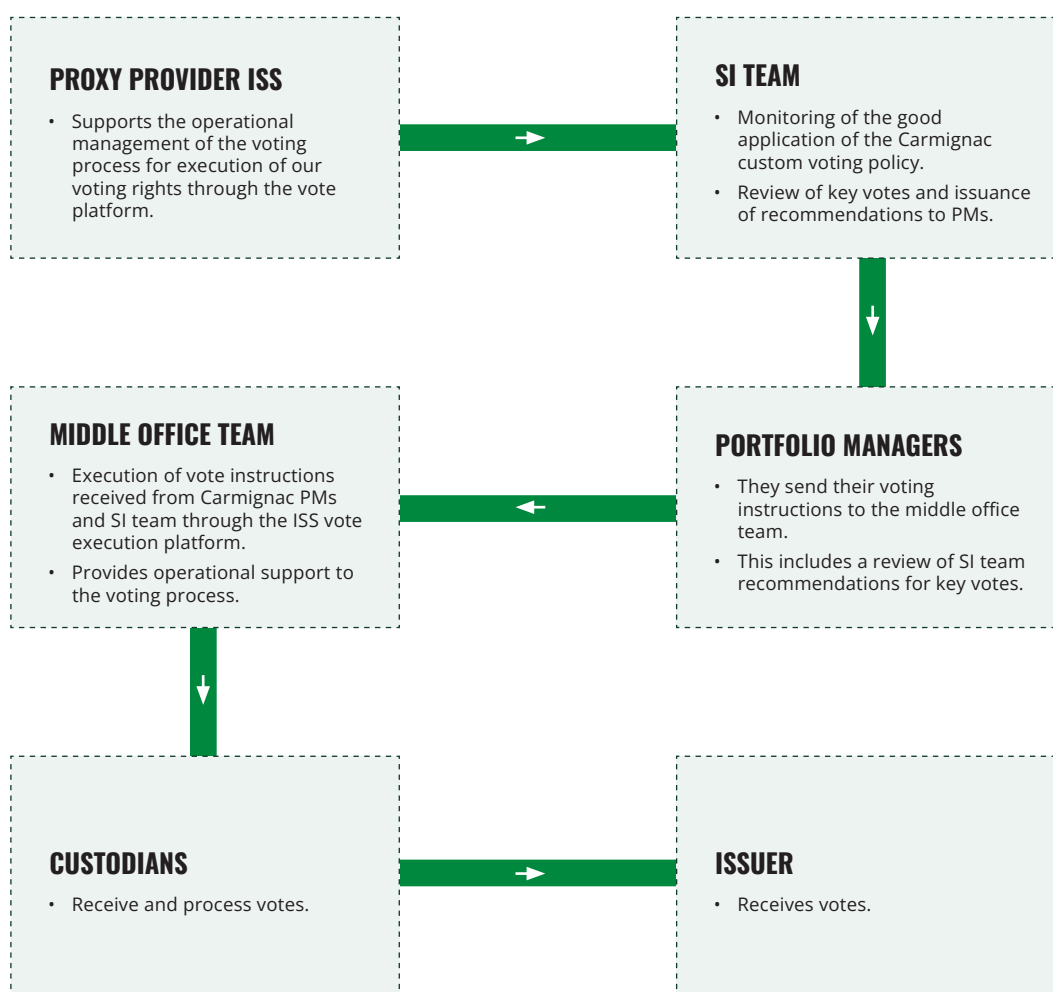 PROXY PROVIDER ISS
• Supports the operational
management of the voting
process for execution of our
voting rights through the vote
platform.
SI TEAM
• Monitoring of the good
application of the Carmignac
custom voting policy.
• Review of key votes and issuance
of recommendations to PMs.
PORTFOLIO MANAGERS
• They send their voting
instructions to the middle office
team.
• This includes a review of SI team
recommendations for key votes.
MIDDLE OFFICE TEAM
• Execution of vote instructions
received from Carmignac PMs
and SI team through the ISS vote
execution platform.
• Provides operational support to
the voting process.
CUSTODIANS
• Receive and process votes.
ISSUER
• Receives votes.